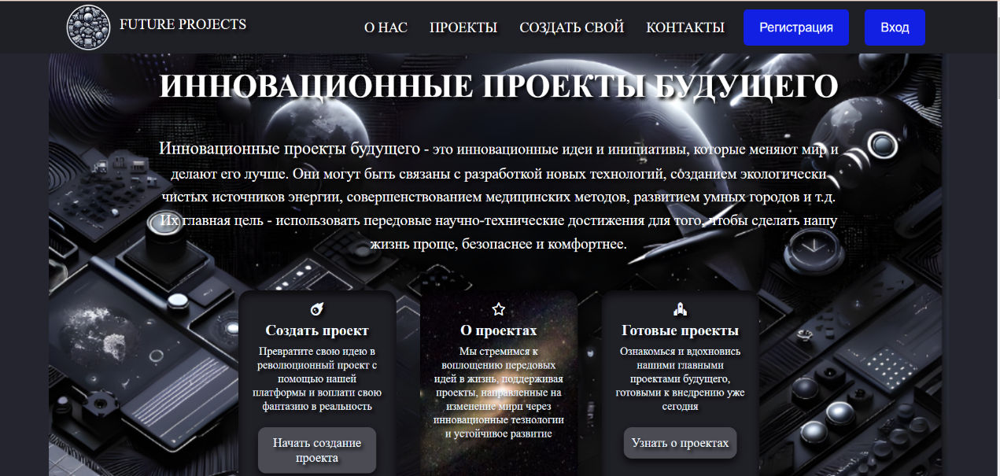 FUTURE PROJECTS
О НАС
ПРОЕКТЫ
СОЗДАТЬ СВОЙ
КОНТАКТЫ
Регистрация
Вход
ИННОВАЦИОННЫЕ ПРОЕКТЫ БУДУЩЕГО
Инновационные проекты будущего - это инновационные идеи и инициативы, которые меняют мир и
делают его лучше. Они могут быть связаны с разработкой новых технологий, созданием экологически
чистых источников энергии, совершенствованием медицинских методов, развитием умных городов и т.д.
Их главная цель - использовать передовые научно-технические достижения для того, чтобы сделать нашу
жизнь проще, безопаснее и комфортнее.
Создать проект
Превратите свою идею в
революционный проект с
помощью нашей
платформы и воплати свою
фантазию в реальность
Начать создание
проекта
О проектах
Мы стремимся к
воплощению передовых
идей в жизнь, поддерживая
проекты, направленные на
изменение мирп через
инновационные тезнологии
и устойчивое развитие
Готовые проекты
Ознакомься и вдохновись
нашими главными
проектами будущего,
готовыми к внедрению уже
сегодня
Узнать о проектах